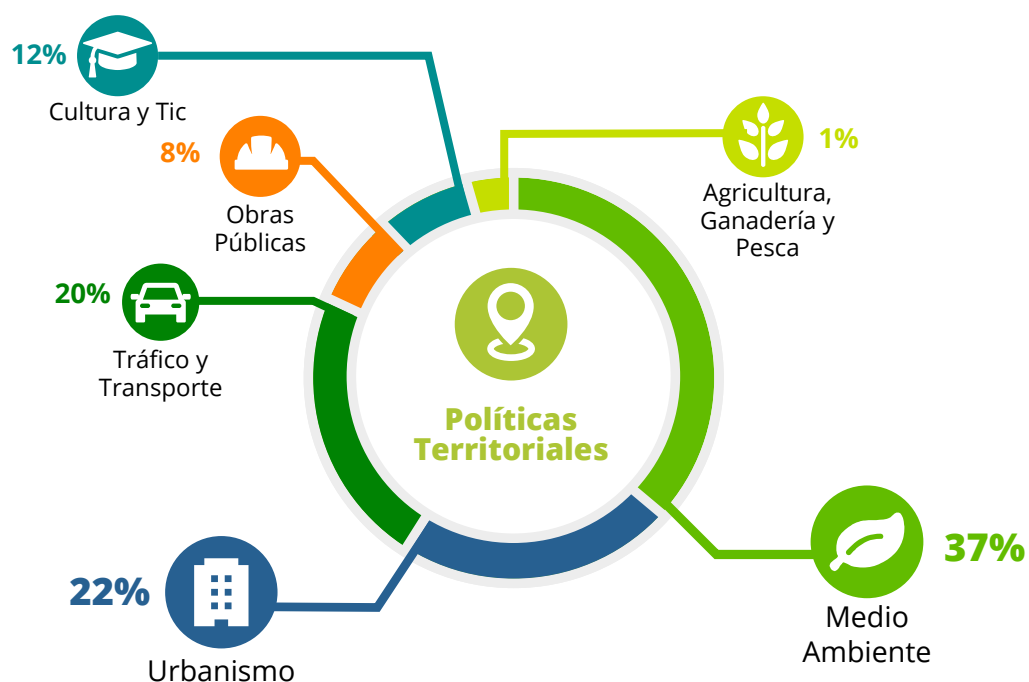 12%
Cultura y Tic
8%
Obras
Públicas
20%
Tráfico y
Transporte
1%
Agricultura,
Ganadería y
Pesca
Políticas
Territoriales
22%
Urbanismo
37%
Medio
Ambiente